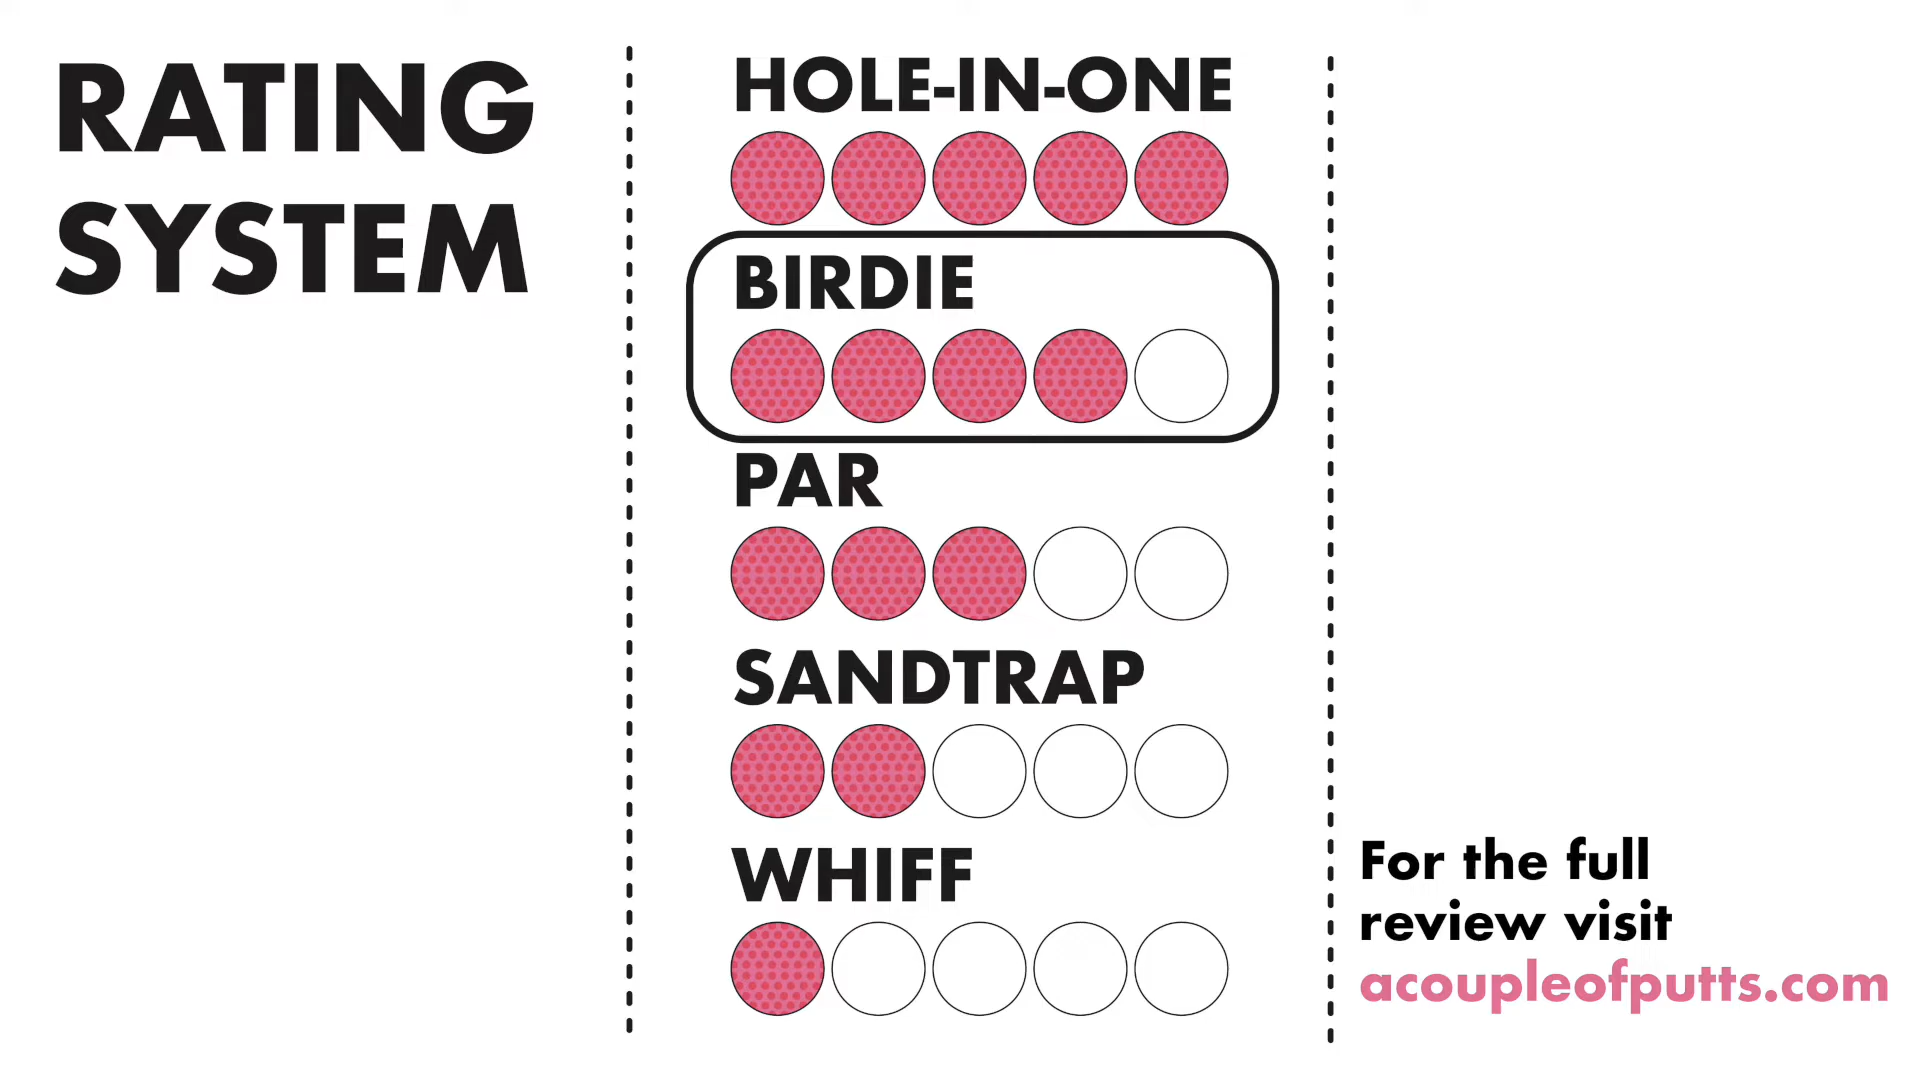 RATING
SYSTEM
HOLE-IN-ONE
BIRDIE
PAR
SANDTRAP
WHIFF
For the full
review visit
acoupleofputts.com